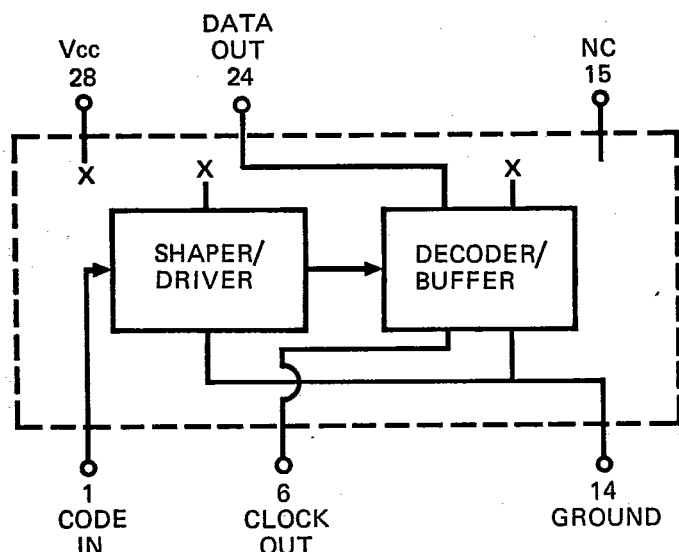 DATA
OUT
24
Vcc
28
NC
15
X
X
X
SHAPER/
DRIVER
DECODER/
BUFFER
1
CODE
IN
6
CLOCK
OUT
14
GROUND